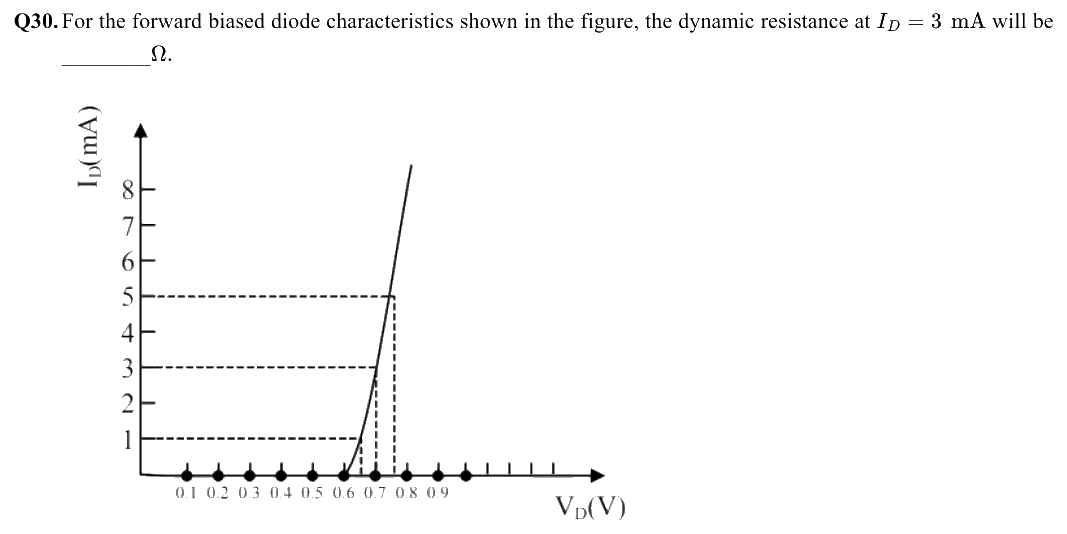 Q30. For the forward biased diode characteristics shown in the figure, the dynamic resistance at I_D = 3 mA will be
________Ω.
I_D(mA)
8
7
6
5
4
3
2
1
0.1 0.2 0.3 0.4 0.5 0.6 0.7 0.8 0.9
V_D(V)